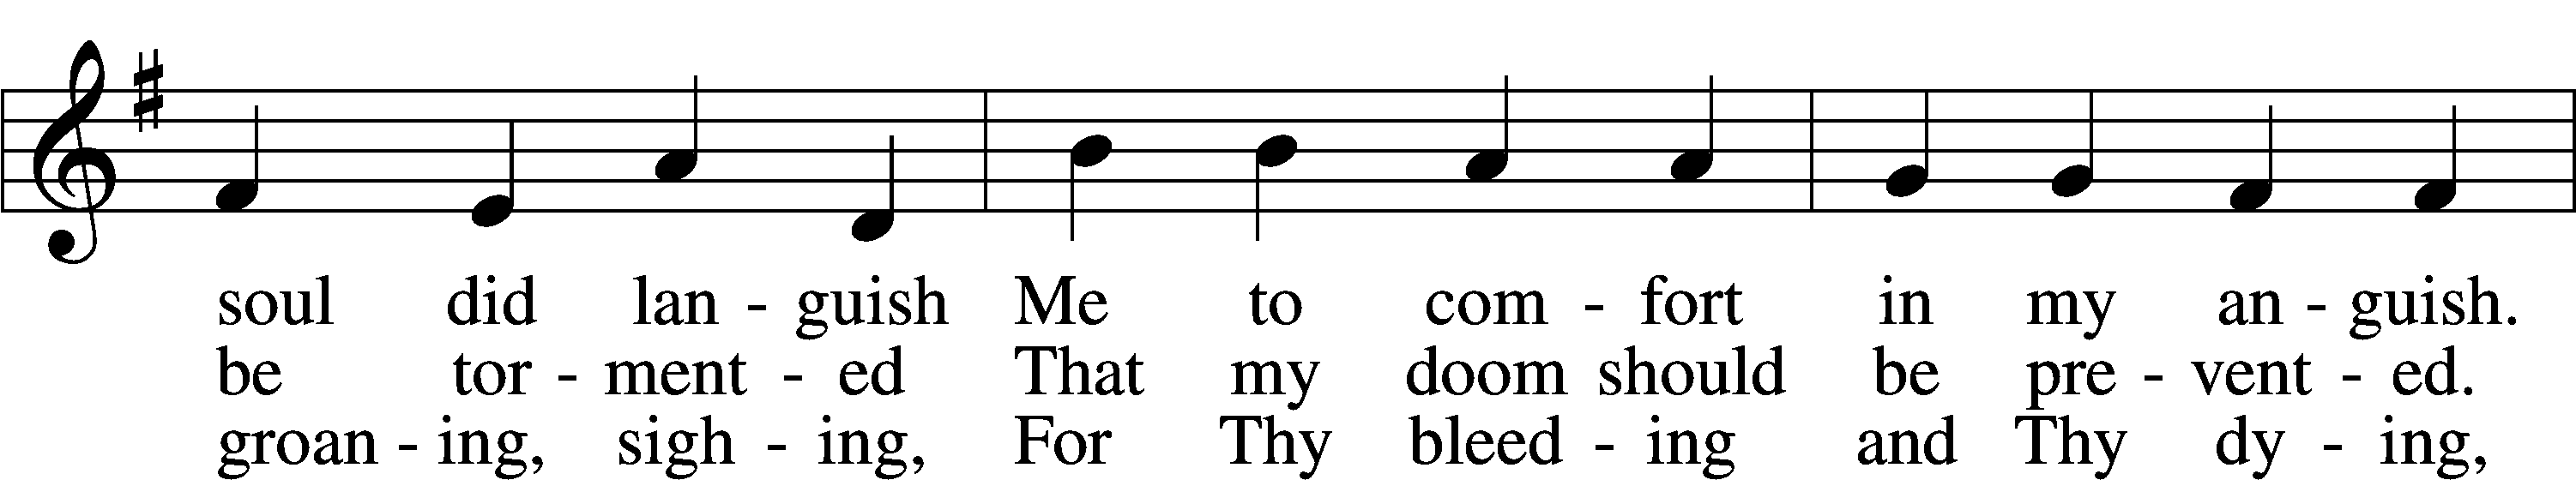 soul did lan - guish Me to com - fort in my an - guish.
be tor - ment - ed That my doom should be pre - vent - ed.
groan - ing, sigh - ing, For Thy bleed - ing and Thy dy - ing,